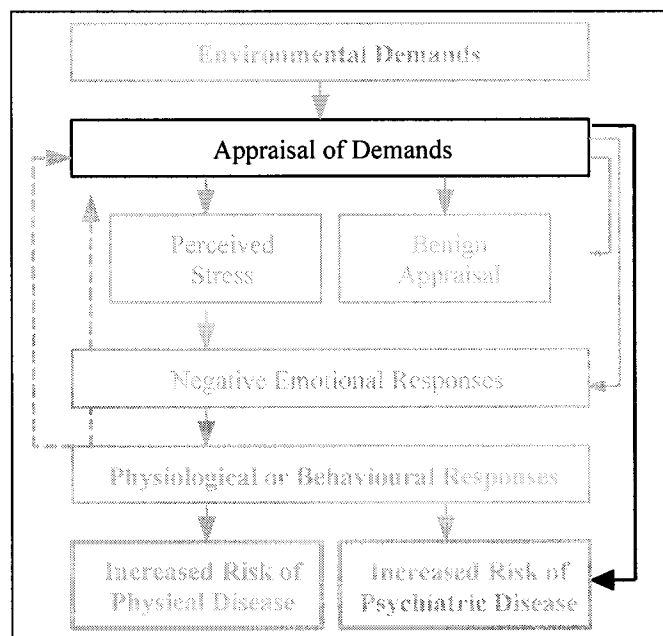 Environmental Demands
Appraisal of Demands
Perceived
Stress
Benign
Appraisal
Negative Emotional Responses
Physiological or Behavioural Responses
Increased Risk of
Physical Disease
Increased Risk of
Psychiatric Disease